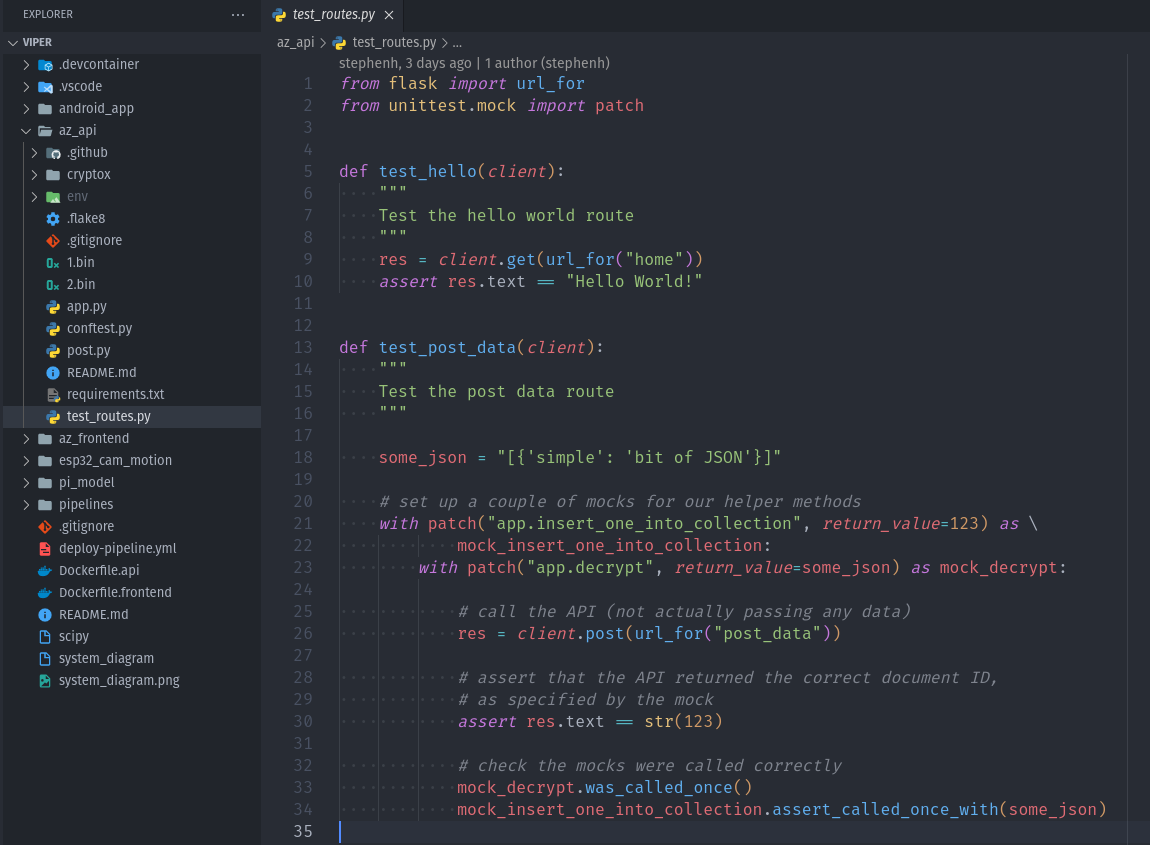 EXPLORER
VIPER
.devcontainer
.vscode
android_app
az_api
.github
cryptox
env
.flake8
.gitignore
1.bin
2.bin
app.py
conftest.py
post.py
README.md
requirements.txt
test_routes.py
az_frontend
esp32_cam_motion
pi_model
pipelines
.gitignore
deploy-pipeline.yml
Dockerfile.api
Dockerfile.frontend
README.md
scipy
system_diagram
system_diagram.png
test_routes.py
az_api > test_routes.py > ...
stephenh, 3 days ago | 1 author (stephenh)
1 from flask import url_for
2 from unittest.mock import patch
3
4
5 def test_hello(client):
6     """
7     Test the hello world route
8     """
9     res = client.get(url_for("home"))
10     assert res.text == "Hello World!"
11
12
13 def test_post_data(client):
14     """
15     Test the post data route
16     """
17
18     some_json = "[{'simple': 'bit of JSON'}]"
19
20     # set up a couple of mocks for our helper methods
21     with patch("app.insert_one_into_collection", return_value=123) as \
22             mock_insert_one_into_collection:
23         with patch("app.decrypt", return_value=some_json) as mock_decrypt:
24
25             # call the API (not actually passing any data)
26             res = client.post(url_for("post_data"))
27
28             # assert that the API returned the correct document ID,
29             # as specified by the mock
30             assert res.text == str(123)
31
32             # check the mocks were called correctly
33             mock_decrypt.was_called_once()
34             mock_insert_one_into_collection.assert_called_once_with(some_json)
35